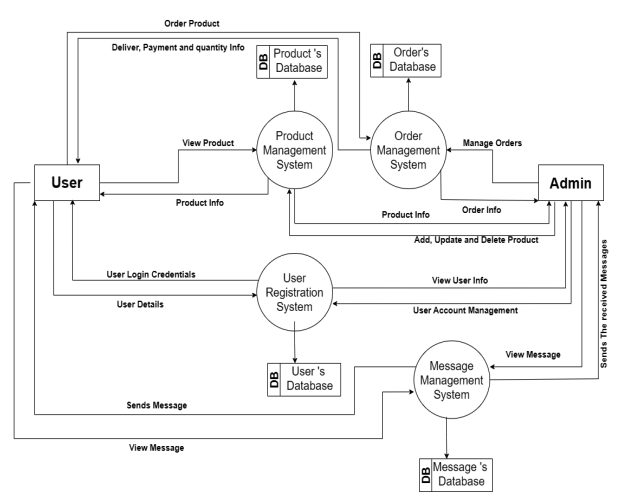 Order Product
Deliver, Payment and quantity Info
DB
Product 's
Database
DB
Order's
Database
View Product
Product
Management
System
Order
Management
System
Manage Orders
User
Admin
Product Info
Product Info
Order Info
Add, Update and Delete Product
User Login Credentials
User
Registration
System
View User Info
User Details
User Account Management
Sends The received Messages
DB
User 's
Database
Message
Management
System
View Message
Sends Message
View Message
DB
Message 's
Database